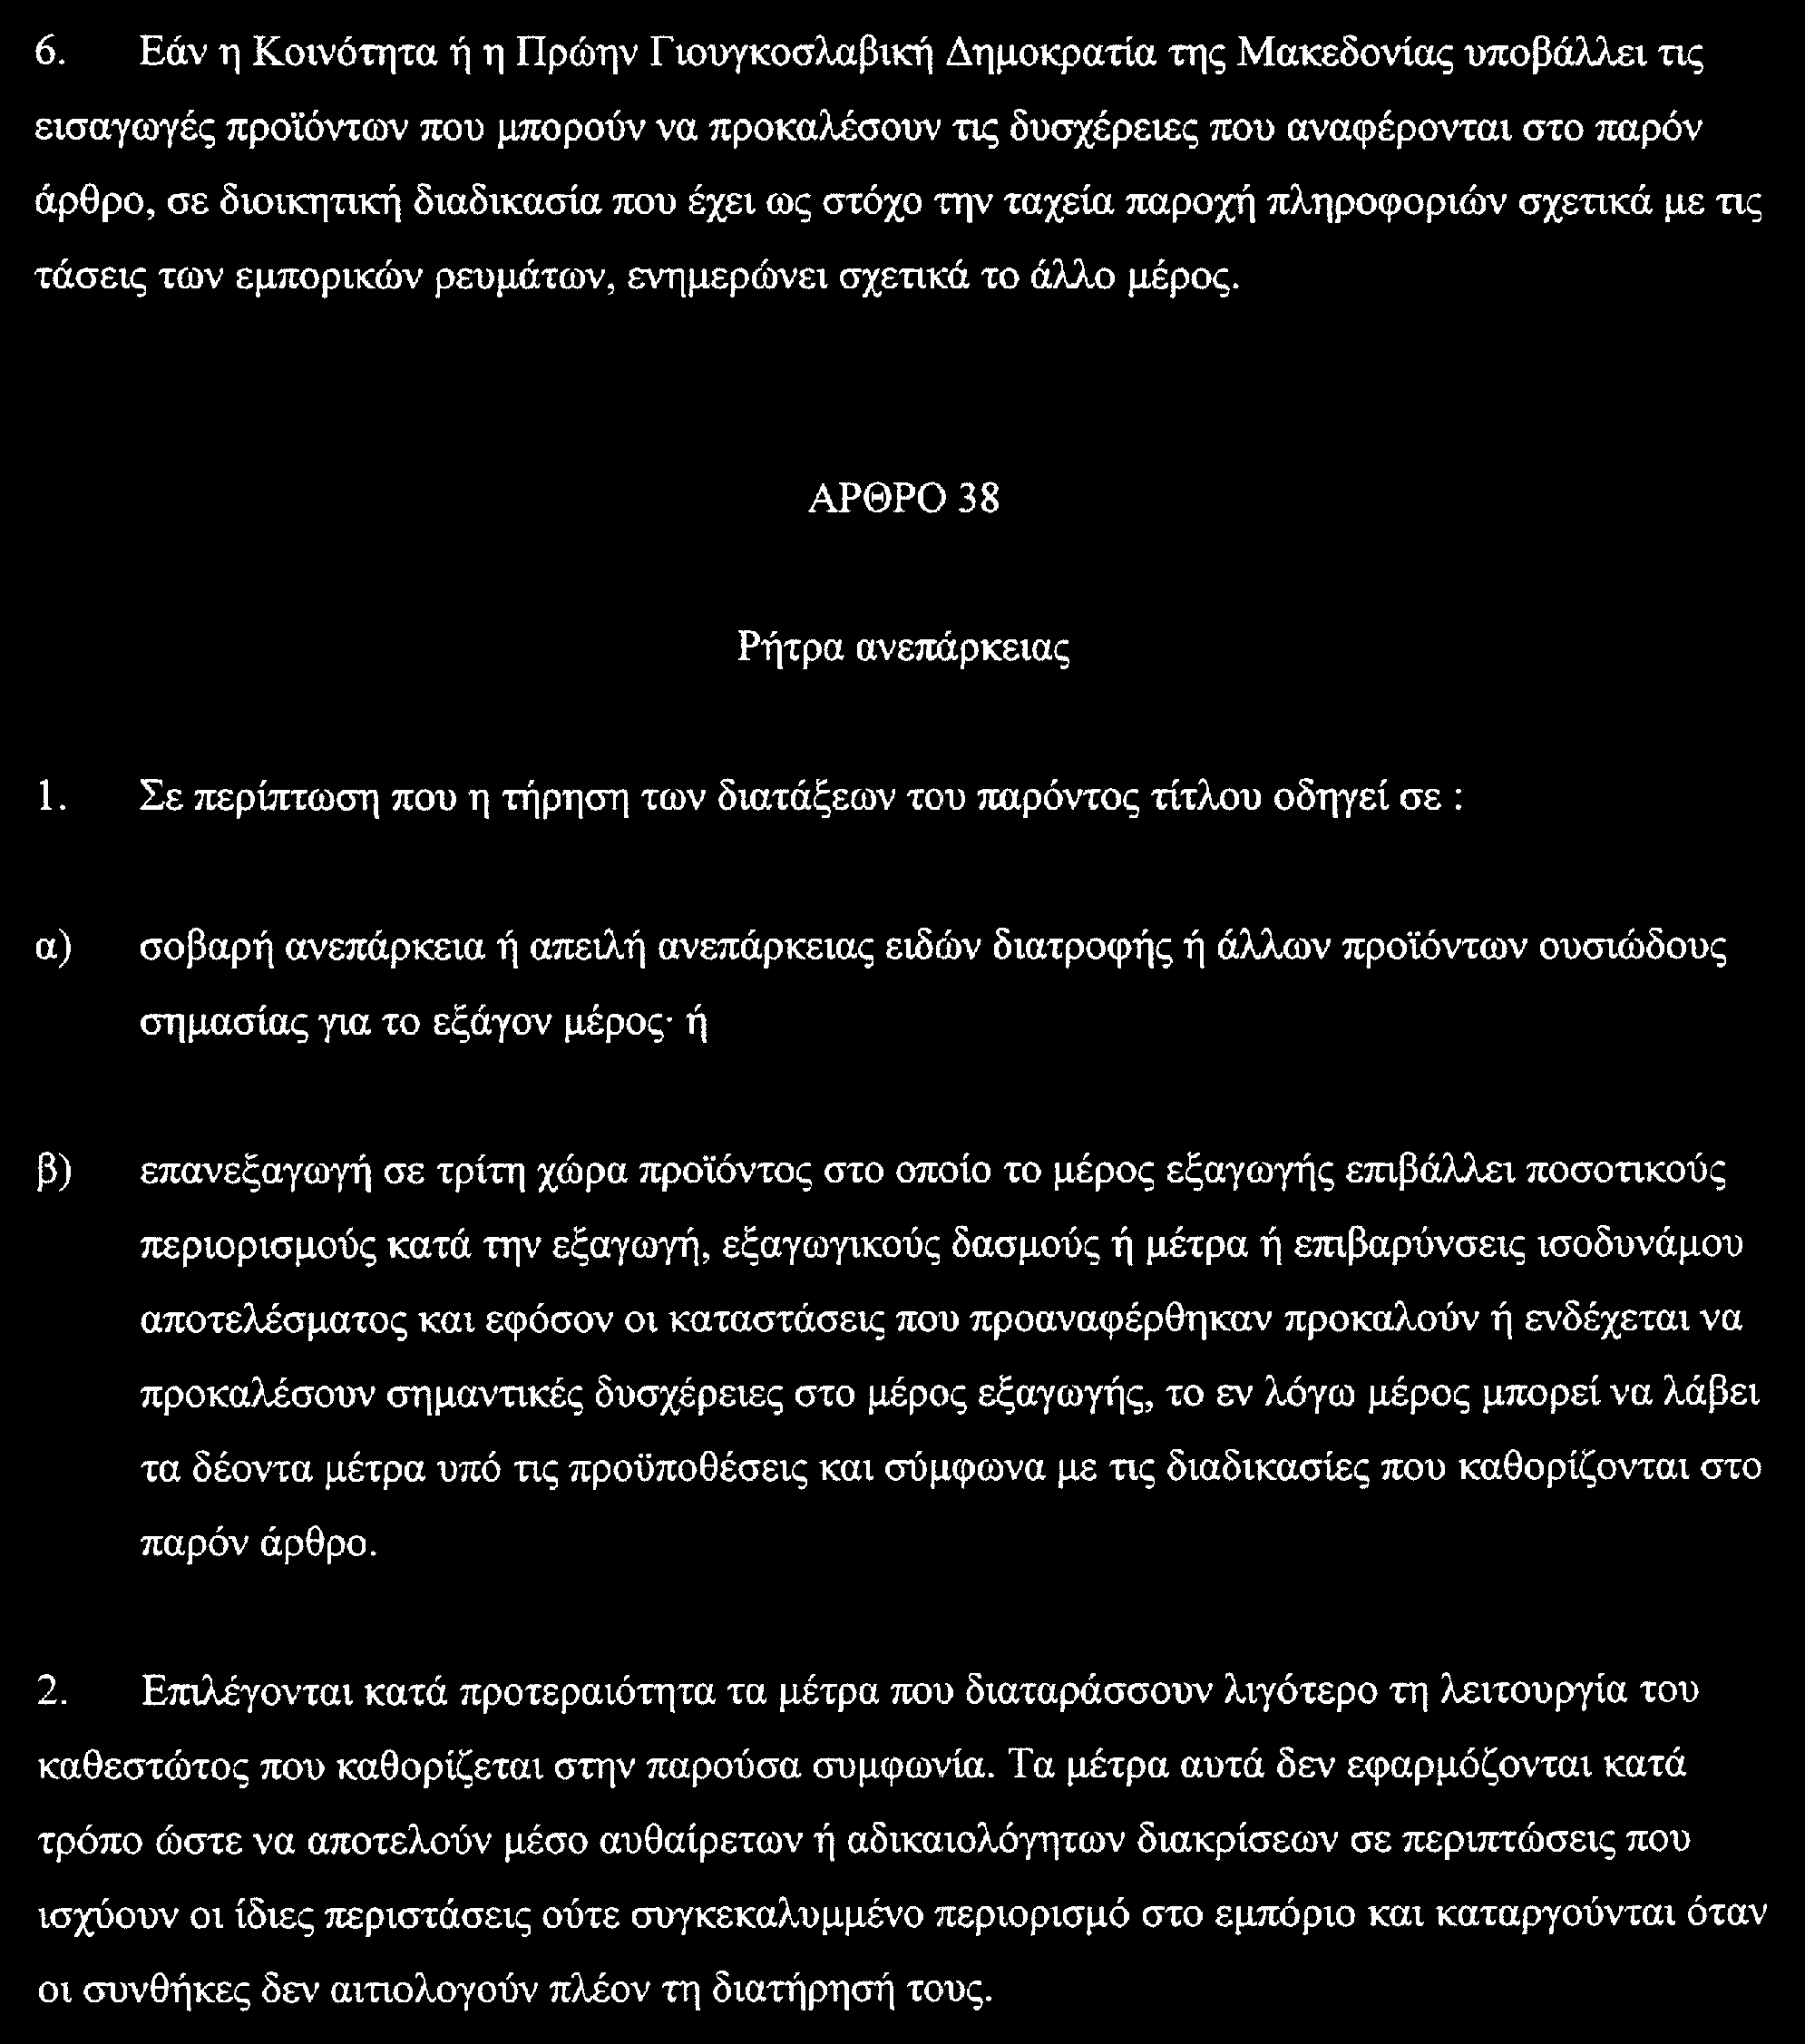 6. Εάν η Κοινότητα ή η Πρώην Γιουγκοσλαβική Δημοκρατία της Μακεδονίας υποβάλλει τις
εισαγωγές προϊόντων που μπορούν να προκαλέσουν τις δυσχέρειες που αναφέρονται στο παρόν
άρθρο, σε διοικητική διαδικασία που έχει ως στόχο την ταχεία παροχή πληροφοριών σχετικά με τις
τάσεις των εμπορικών ρευμάτων, ενημερώνει σχετικά το άλλο μέρος.
ΑΡΘΡΟ 38
Ρήτρα ανεπάρκειας
1. Σε περίπτωση που η τήρηση των διατάξεων του παρόντος τίτλου οδηγεί σε :
α) σοβαρή ανεπάρκεια ή απειλή ανεπάρκειας ειδών διατροφής ή άλλων προϊόντων ουσιώδους
σημασίας για το εξάγον μέρος· ή
β) επανεξαγωγή σε τρίτη χώρα προϊόντος στο οποίο το μέρος εξαγωγής επιβάλλει ποσοτικούς
περιορισμούς κατά την εξαγωγή, εξαγωγικούς δασμούς ή μέτρα ή επιβαρύνσεις ισοδυνάμου
αποτελέσματος και εφόσον οι καταστάσεις που προαναφέρθηκαν προκαλούν ή ενδέχεται να
προκαλέσουν σημαντικές δυσχέρειες στο μέρος εξαγωγής, το εν λόγω μέρος μπορεί να λάβει
τα δέοντα μέτρα υπό τις προϋποθέσεις και σύμφωνα με τις διαδικασίες που καθορίζονται στο
παρόν άρθρο.
2. Επιλέγονται κατά προτεραιότητα τα μέτρα που διαταράσσουν λιγότερο τη λειτουργία του
καθεστώτος που καθορίζεται στην παρούσα συμφωνία. Τα μέτρα αυτά δεν εφαρμόζονται κατά
τρόπο ώστε να αποτελούν μέσο αυθαίρετων ή αδικαιολόγητων διακρίσεων σε περιπτώσεις που
ισχύουν οι ίδιες περιστάσεις ούτε συγκεκαλυμμένο περιορισμό στο εμπόριο και καταργούνται όταν
οι συνθήκες δεν αιτιολογούν πλέον τη διατήρησή τους.